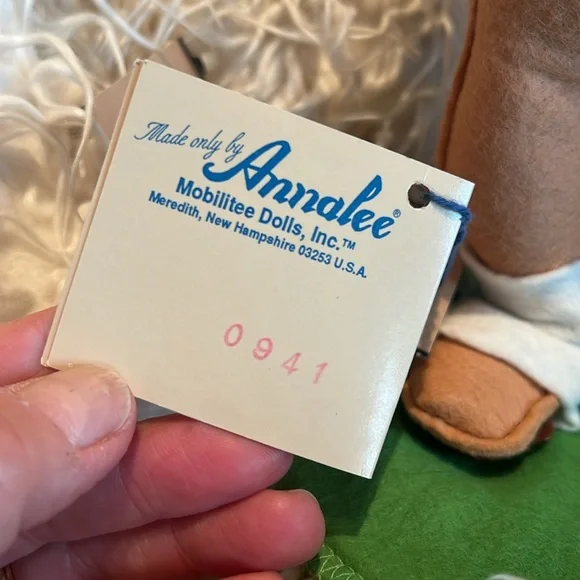 Made only by
Annalee®
Mobilitee Dolls, Inc.™
Meredith, New Hampshire 03253 U.S.A.
0941